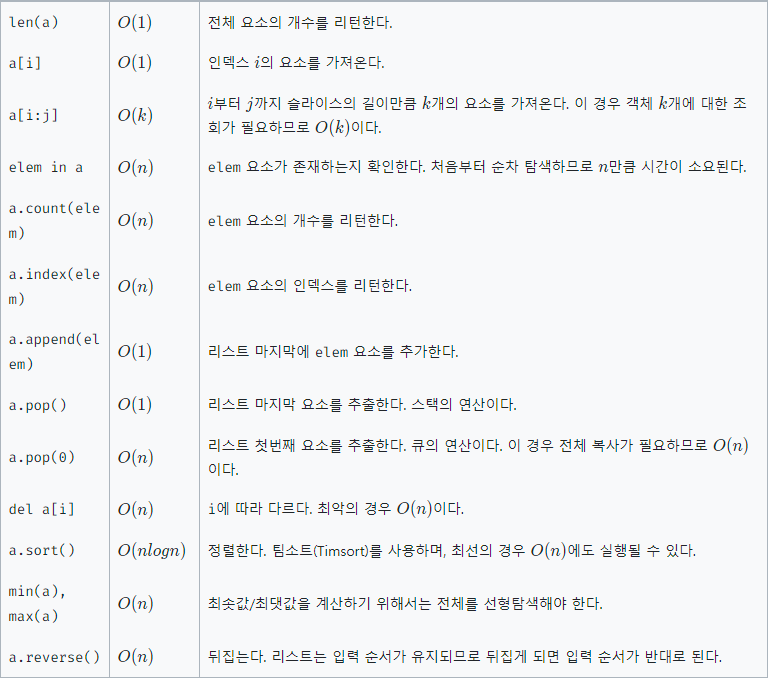 len(a) O(1) 전체 요소의 개수를 리턴한다.
a[i] O(1) 인덱스 i의 요소를 가져온다.
a[i:j] O(k) i부터 j까지 슬라이스의 길이만큼 k개의 요소를 가져온다. 이 경우 객체 k개에 대한 조
회가 필요하므로 O(k)이다.
elem in a O(n) elem 요소가 존재하는지 확인한다. 처음부터 순차 탐색하므로 n만큼 시간이 소요된다.
a.count(ele
m) O(n) elem 요소의 개수를 리턴한다.
a.index(ele
m) O(n) elem 요소의 인덱스를 리턴한다.
a.append(el
em) O(1) 리스트 마지막에 elem 요소를 추가한다.
a.pop() O(1) 리스트 마지막 요소를 추출한다. 스택의 연산이다.
a.pop(0) O(n) 리스트 첫번째 요소를 추출한다. 큐의 연산이다. 이 경우 전체 복사가 필요하므로 O(n)
이다.
del a[i] O(n) i에 따라 다르다. 최악의 경우 O(n)이다.
a.sort() O(nlogn) 정렬한다. 팀소트(Timsort)를 사용하며, 최선의 경우 O(n)에도 실행될 수 있다.
min(a),
max(a) O(n) 최솟값/최댓값을 계산하기 위해서는 전체를 선형탐색해야 한다.
a.reverse() O(n) 뒤집는다. 리스트는 입력 순서가 유지되므로 뒤집게 되면 입력 순서가 반대로 된다.